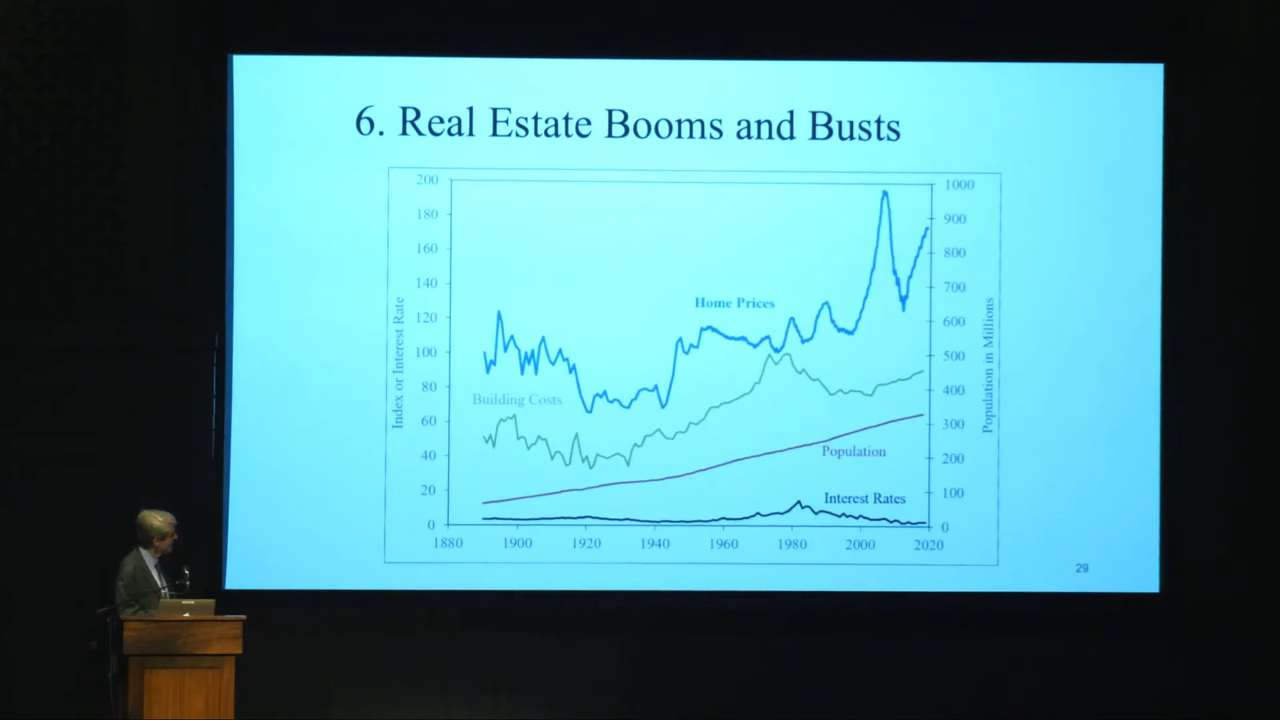 6. Real Estate Booms and Busts
200
180
160
140
120
100
80
60
40
20
0
Index or Interest Rate
1000
900
800
700
600
500
400
300
200
100
0
Population in Millions
Home Prices
Building Costs
Population
Interest Rates
1880 1900 1920 1940 1960 1980 2000 2020
29